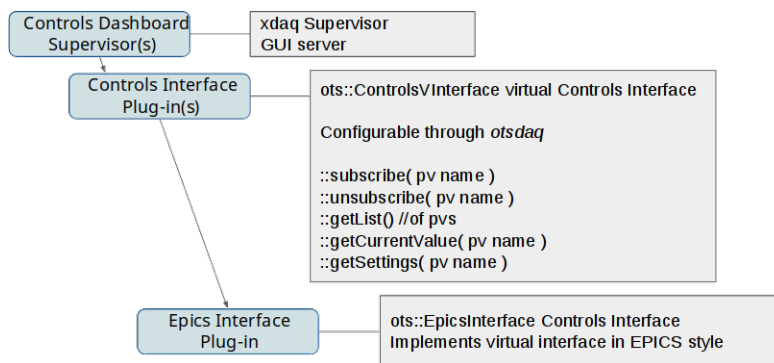 Controls Dashboard
Supervisor(s)
xdaq Supervisor
GUI server
Controls Interface
Plug-in(s)
ots::ControlsVInterface virtual Controls Interface
Configurable through otsdaq
::subscribe( pv name )
::unsubscribe( pv name )
::getList() //of pvs
::getCurrentValue( pv name )
::getSettings( pv name )
Epics Interface
Plug-in
ots::EpicsInterface Controls Interface
Implements virtual interface in EPICS style